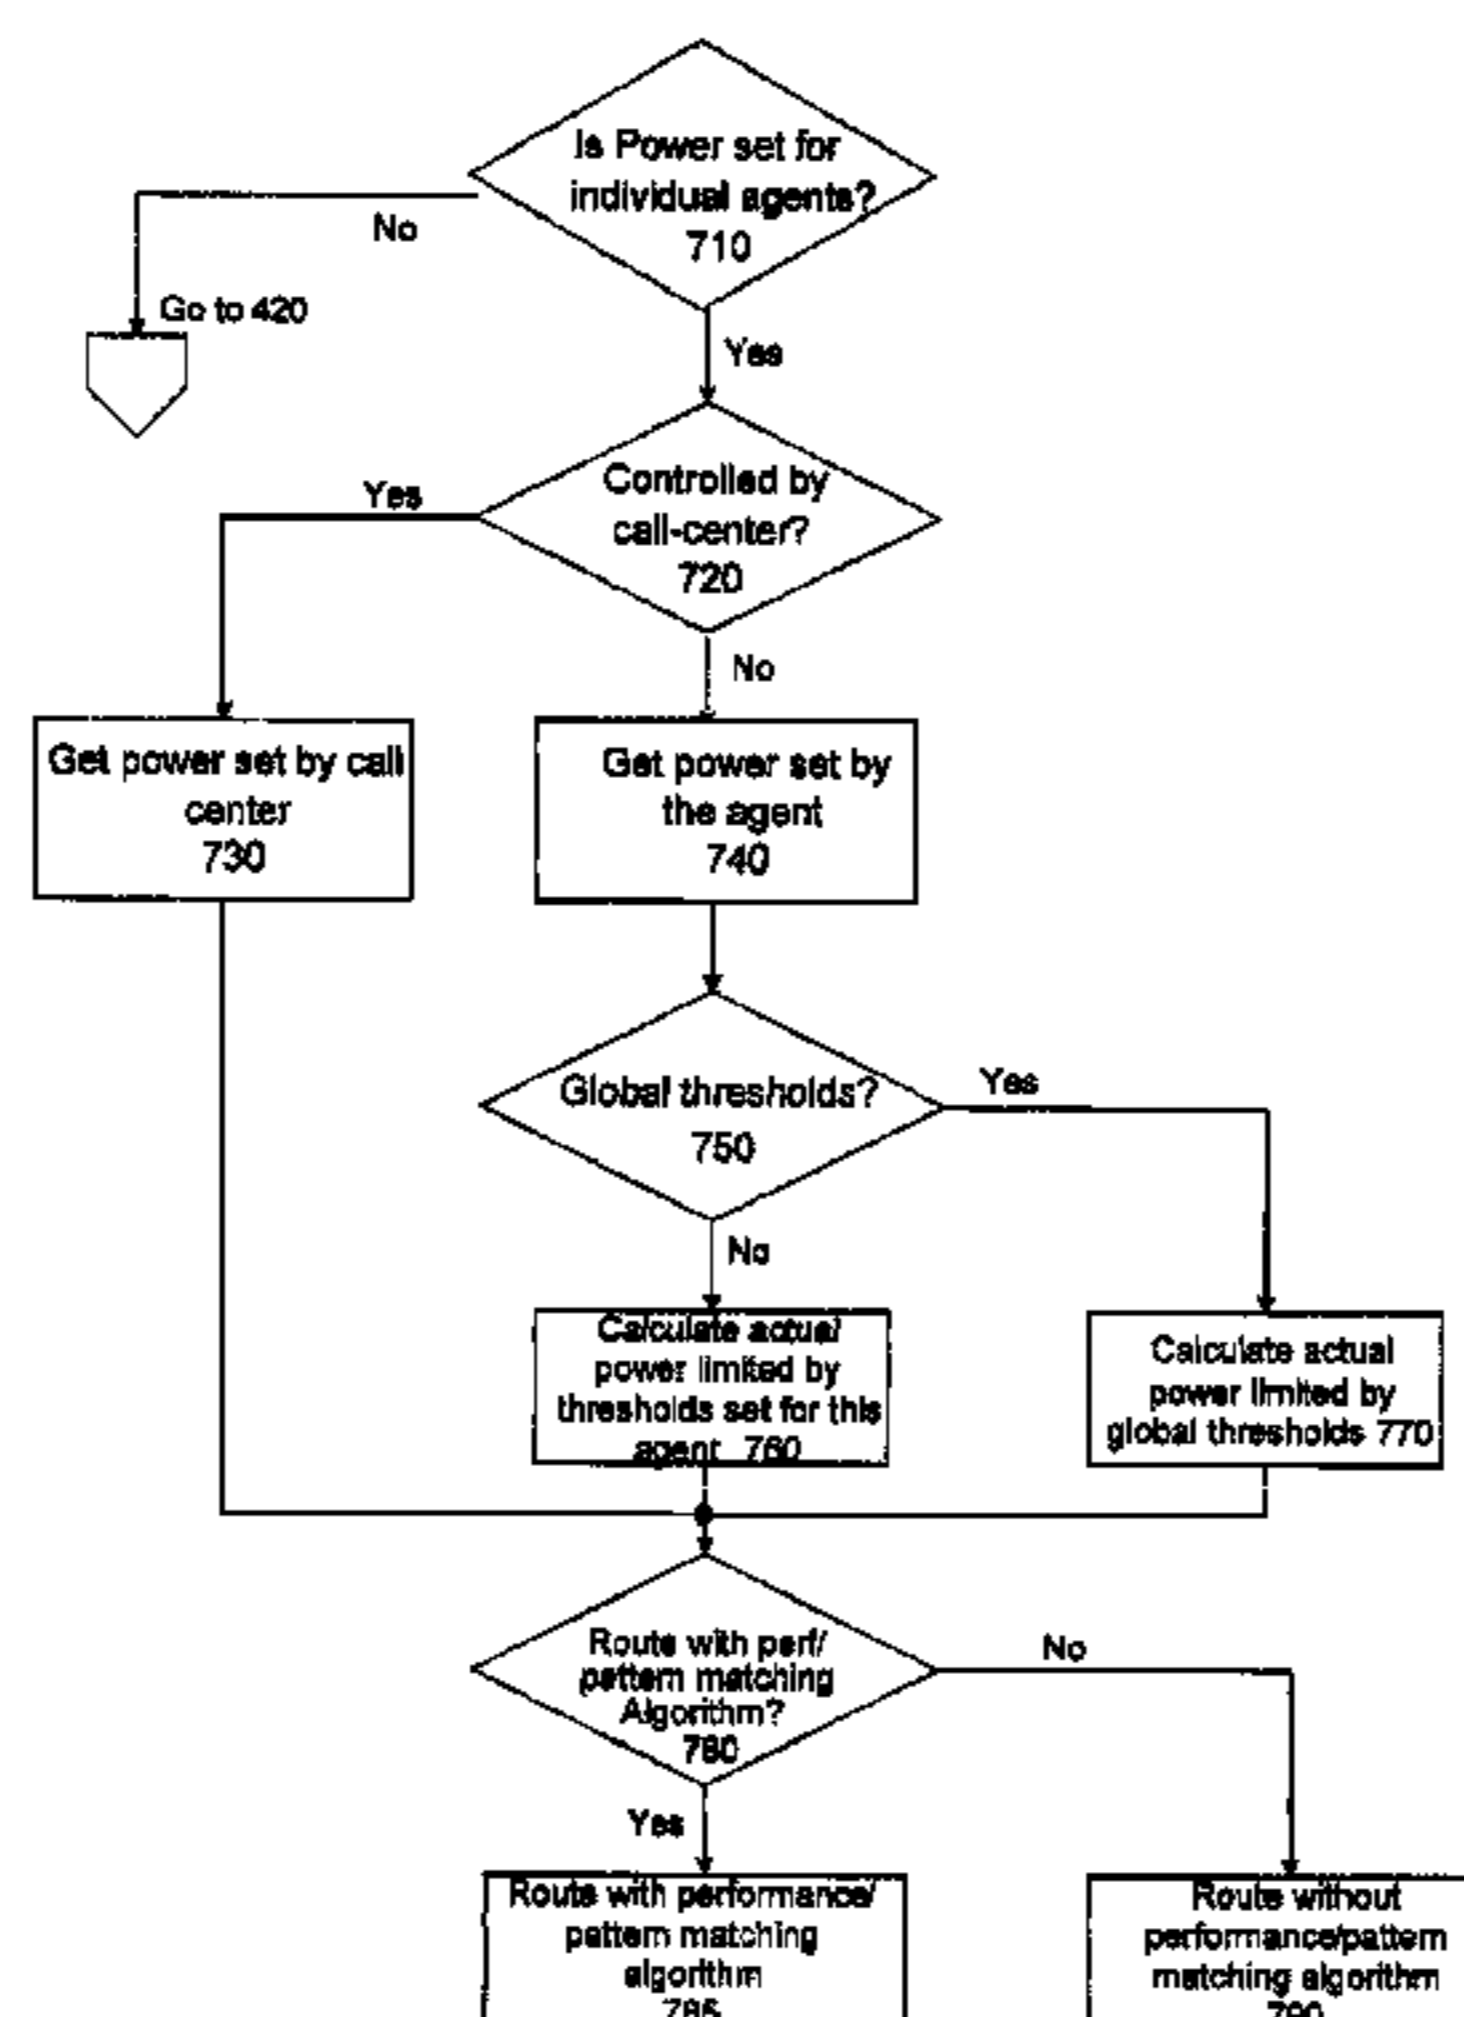 Is Power set for
individual agents?
710
No
Go to 420
Yes
Controlled by
call-center?
720
Yes
No
Get power set by call
center
730
Get power set by
the agent
740
Global thresholds?
750
Yes
No
Calculate actual
power limited by
thresholds set for this
agent 760
Calculate actual
power limited by
global thresholds 770
Route with perf/
pattern matching
Algorithm?
780
No
Yes
Route with performance/
pattern matching
algorithm
785
Route without
performance/pattern
matching algorithm
790